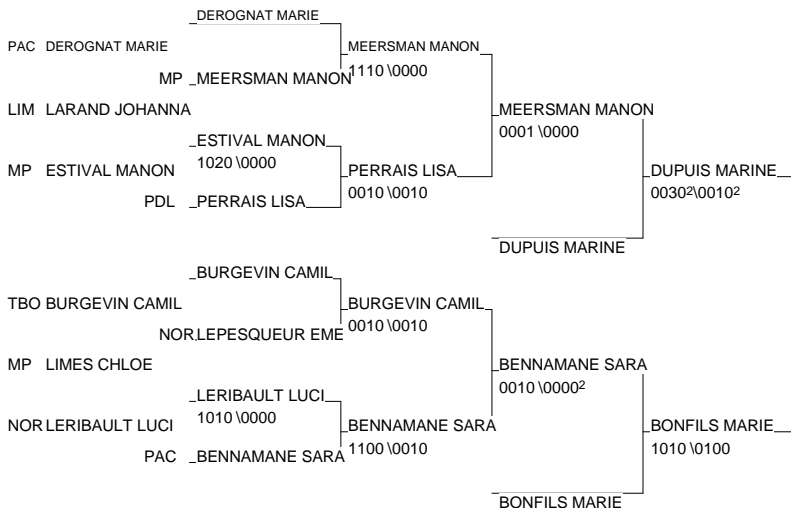 DEROGNAT MARIE
PAC DEROGNAT MARIE MEERSMAN MANON
MP MEERSMAN MANON 1110 \0000
LIM LARAND JOHANNA MEERSMAN MANON
0001 \0000
ESTIVAL MANON
1020 \0000
MP ESTIVAL MANON PERRAIS LISA DUPUIS MARINE
0010 \0010 0030²\0010²
PDL PERRAIS LISA
DUPUIS MARINE
BURGEVIN CAMIL
TBO BURGEVIN CAMIL BURGEVIN CAMIL
0010 \0010
NOR LEPESQUEUR EME
MP LIMES CHLOE BENNAMANE SARA
0010 \0000²
LERIBAULT LUCI
1010 \0000
NOR LERIBAULT LUCI BENNAMANE SARA BONFILS MARIE
1100 \0010 1010 \0100
PAC BENNAMANE SARA
BONFILS MARIE